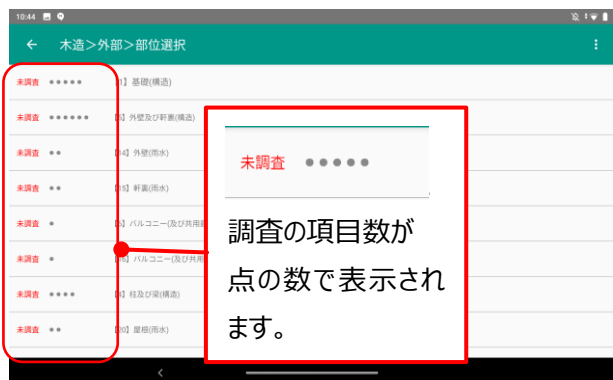 10:44
木造>外部>部位選択
未調査 ●●●●● 【1】基礎(構造)
未調査 ●●●●●● 外壁及び軒裏(構造)
未調査 ●● 外壁(雨水)
未調査 ●● 軒裏(雨水)
未調査 ● バルコニー(及び共用
未調査 ● バルコニー(及び共用
未調査 ●●●● 柱及び梁(構造)
未調査 ●● 屋根(雨水)
未調査 ●●●●●
調査の項目数が
点の数で表示され
ます。